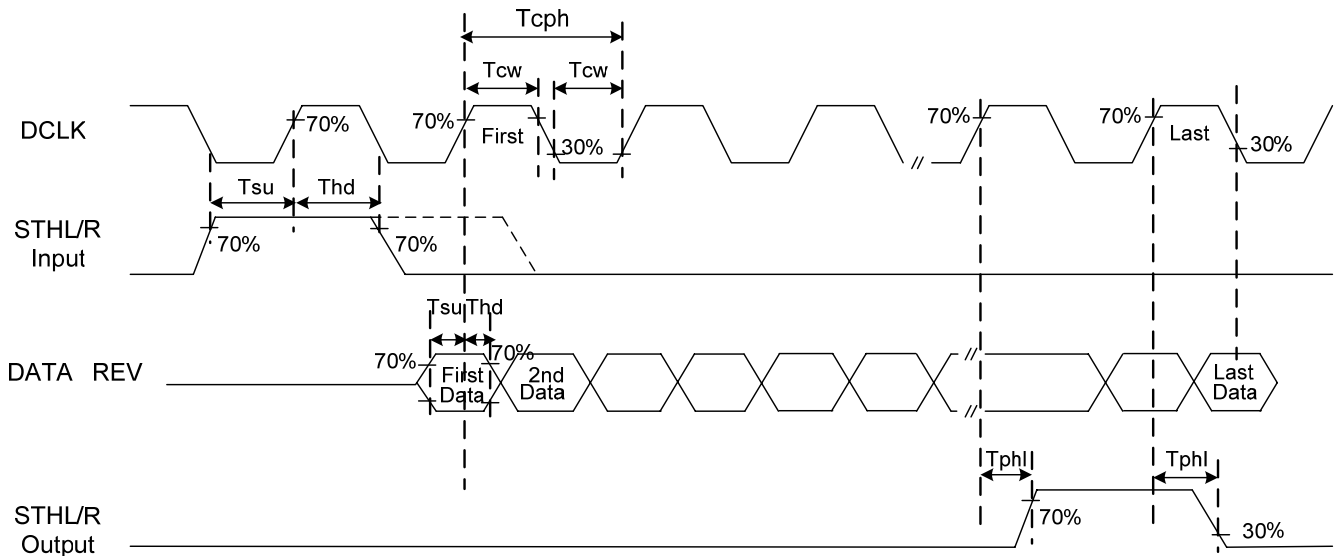 Tcph
Tcw Tcw
DCLK
70%
70%
First
30%
70%
70%
Last
30%
Tsu Thd
STHL/R
Input
70%
70%
Tsu Thd
DATA REV
70%
70%
First
Data
2nd
Data
//
//
//
Last
Data
Tphl
Tphl
STHL/R
Output
70%
30%